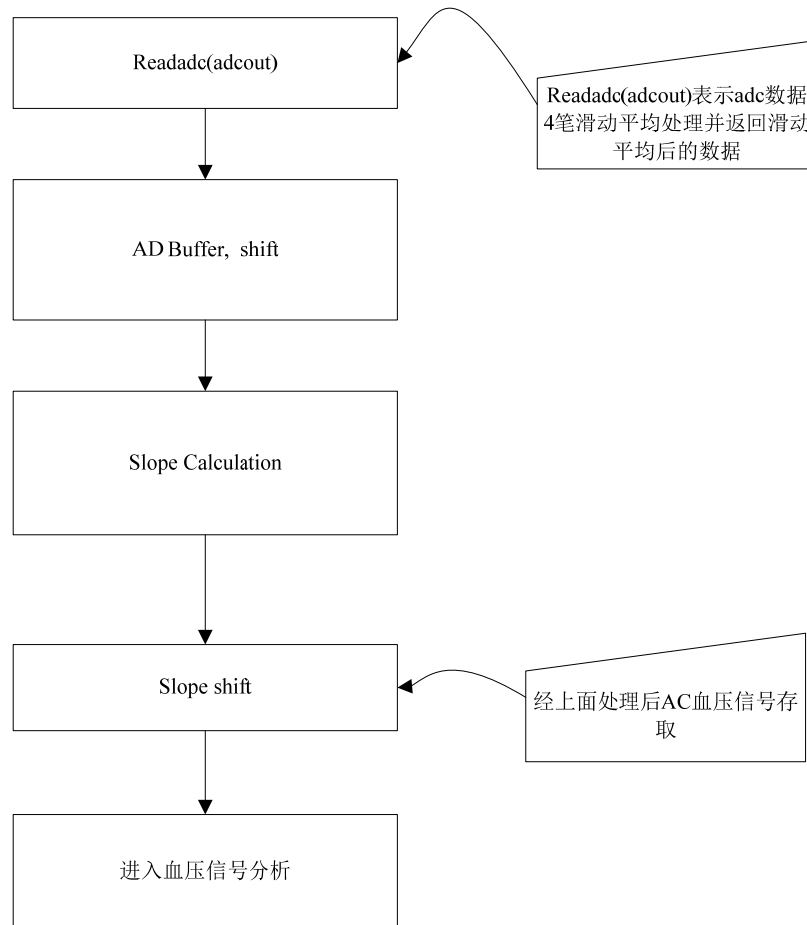 Readadc(adcout)
Readadc(adcout)表示adc数据
4笔滑动平均处理并返回滑动
平均后的数据
AD Buffer, shift
Slope Calculation
Slope shift
经上面处理后AC血压信号存
取
进入血压信号分析